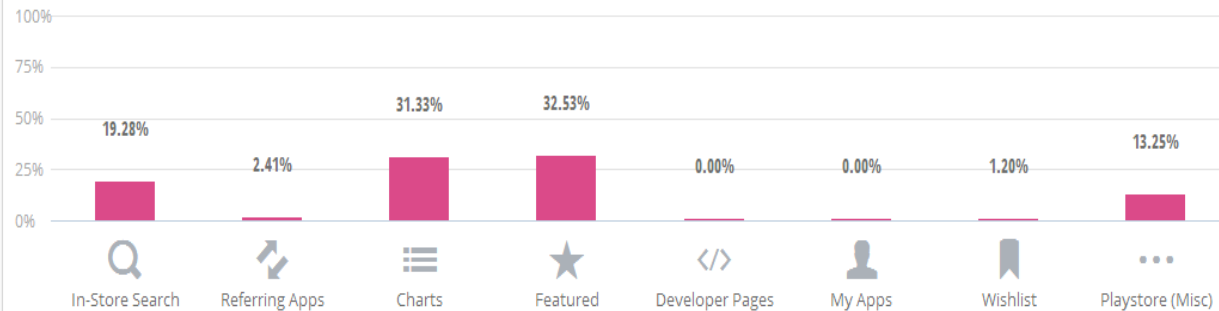 100%
75%
50%
25%
0%
19.28%
2.41%
31.33%
32.53%
0.00%
0.00%
1.20%
13.25%
In-Store Search
Referring Apps
Charts
Featured
Developer Pages
My Apps
Wishlist
Playstore (Misc)